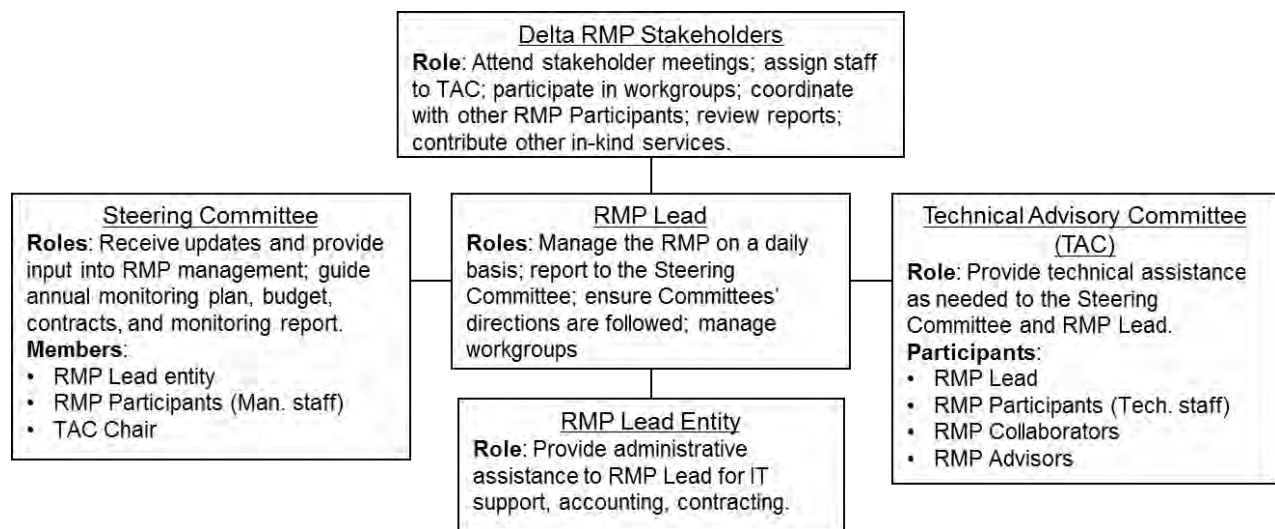 Delta RMP Stakeholders
Role: Attend stakeholder meetings; assign staff
to TAC; participate in workgroups; coordinate
with other RMP Participants; review reports;
contribute other in-kind services.
Steering Committee
Roles: Receive updates and provide
input into RMP management; guide
annual monitoring plan, budget,
contracts, and monitoring report.
Members:
• RMP Lead entity
• RMP Participants (Man. staff)
• TAC Chair
RMP Lead
Roles: Manage the RMP on a daily
basis; report to the Steering
Committee; ensure Committees'
directions are followed; manage
workgroups
Technical Advisory Committee
(TAC)
Role: Provide technical assistance
as needed to the Steering
Committee and RMP Lead.
Participants:
• RMP Lead
• RMP Participants (Tech. staff)
• RMP Collaborators
• RMP Advisors
RMP Lead Entity
Role: Provide administrative
assistance to RMP Lead for IT
support, accounting, contracting.